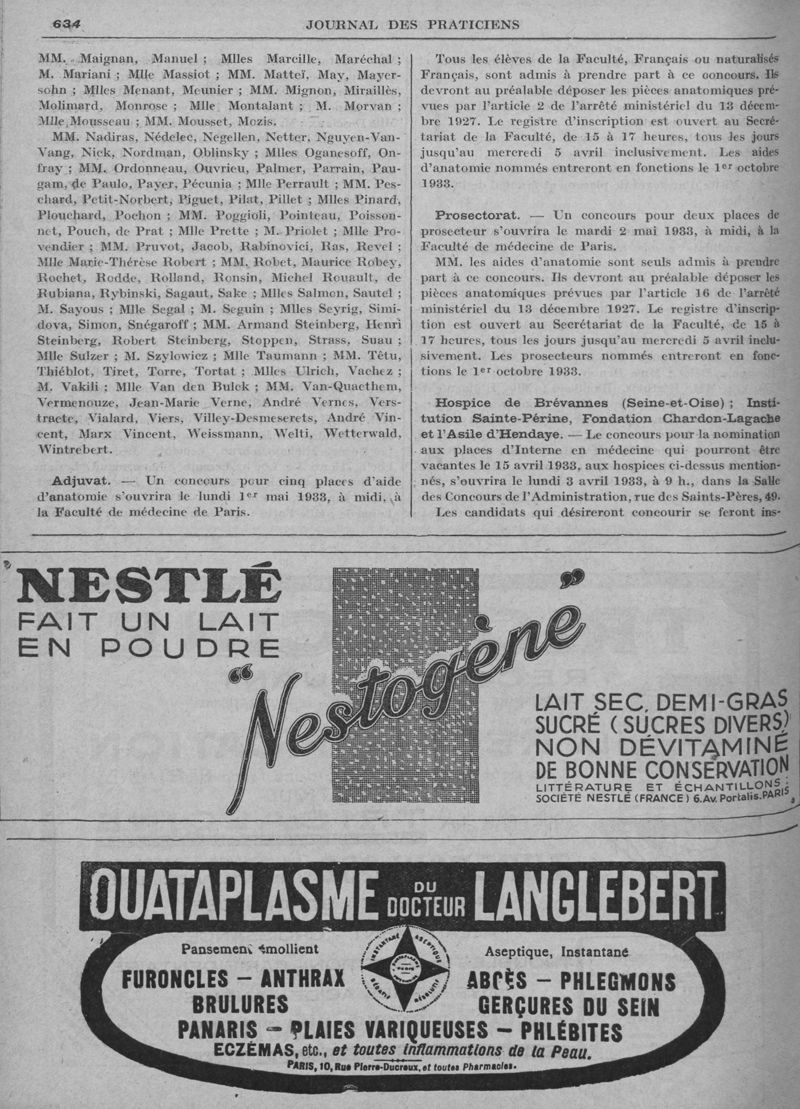 634
JOURNAL DES PRATICIENS
MM. Maignan, Manuel ; Mlles Marcille, Maréchal ;
M. Mariani ; Mlle Massiot ; MM. Matteï, May, Mayer-
sohn ; Mlles Menant, Meunier ; MM. Mignon, Miraillès,
Molimard, Monrose ; Mlle Montalant ; M. Morvan ;
Mlle Mousseau ; MM. Mousset, Mozis.
MM. Nadiras, Nédelec, Negellen, Netter, Nguyen-Van-
Vang, Nick, Nordman, Oblinsky ; Mlles Oganesoff, On-
fray ; MM. Ordonneau, Ouvrieu, Palmer, Parrain, Pau-
gam, de Paulo, Payer, Pécunia ; Mlle Perrault ; MM. Pes-
chard, Petit-Norbert, Piguet, Pilat, Pillet ; Mlles Pinard,
Plouchard, Pochon ; MM. Poggioli, Pointeau, Poisson-
net, Pouch, de Prat ; Mlle Prette ; M. Priolet ; Mlle Pro-
vendier ; MM. Pruvot, Jacob, Rabinovici, Ras, Revel ;
Mlle Marie-Thérèse Robert ; MM. Robet, Maurice Robey,
Rochet, Rodde, Rolland, Ronsin, Michel Rouault, de
Rubiana, Rybinski, Sagaut, Sake ; Mlles Salmon, Sautel ;
M. Sayous ; Mlle Segal ; M. Seguin ; Mlles Seyrig, Simi-
dova, Simon, Snégaroff ; MM. Armand Steinberg, Henri
Steinberg, Robert Steinberg, Stoppen, Strass, Suau ;
Mlle Sulzer ; M. Szylowicz ; Mlle Taumann ; MM. Têtu,
Thiéblot, Tiret, Torre, Tortat ; Mlles Ulrich, Vachez ;
M. Vakili ; Mlle Van den Bulck ; MM. Van-Quaethem,
Vermenouze, Jean-Marie Verne, André Vernes, Vers-
traete, Vialard, Viers, Villey-Desmeserets, André Vin-
cent, Marx Vincent, Weissmann, Welti, Wetterwald,
Wintrebert.
Adjuvat. — Un concours pour cinq places d'aide
d'anatomie s'ouvrira le lundi 1er mai 1933, à midi, à
la Faculté de médecine de Paris.
Tous les élèves de la Faculté, Français ou naturalisés
Français, sont admis à prendre part à ce concours. Ils
devront au préalable déposer les pièces anatomiques pré-
vues par l'article 2 de l'arrêté ministériel du 13 décem-
bre 1927. Le registre d'inscription est ouvert au Secré-
tariat de la Faculté, de 15 à 17 heures, tous les jours
jusqu'au mercredi 5 avril inclusivement. Les aides
d'anatomie nommés entreront en fonctions le 1er octobre
1933.
Prosectorat. — Un concours pour deux places de
prosecteur s'ouvrira le mardi 2 mai 1933, à midi, à la
Faculté de médecine de Paris.
MM. les aides d'anatomie sont seuls admis à prendre
part à ce concours. Ils devront au préalable déposer les
pièces anatomiques prévues par l'article 16 de l'arrêté
ministériel du 13 décembre 1927. Le registre d'inscrip-
tion est ouvert au Secrétariat de la Faculté, de 15 à
17 heures, tous les jours jusqu'au mercredi 5 avril inclu-
sivement. Les prosecteurs nommés entreront en fonc-
tions le 1er octobre 1933.
Hospice de Brévannes (Seine-et-Oise) ; Insti-
tution Sainte-Périne, Fondation Chardon-Lagache
et l'Asile d'Hendaye. — Le concours pour la nomination
aux places d'Interne en médecine qui pourront être
vacantes le 15 avril 1933, aux hospices ci-dessus mention-
nés, s'ouvrira le lundi 3 avril 1933, à 9 h., dans la Salle
des Concours de l'Administration, rue des Saints-Pères, 49.
Les candidats qui désireront concourir se feront ins-
NESTLÉ
FAIT UN LAIT
EN POUDRE
"Nestogène"
LAIT SEC, DEMI-GRAS
SUCRÉ (SUCRES DIVERS)
NON DÉVITAMINÉ
DE BONNE CONSERVATION
LITTÉRATURE ET ÉCHANTILLONS :
SOCIÉTÉ NESTLÉ (FRANCE) 6. Av. Portalis. PARIS
OUATAPLASME DU DOCTEUR LANGLEBERT
Pansement émollient
Aseptique, Instantané
FURONCLES — ANTHRAX
ABCÈS — PHLEGMONS
BRULURES
GERÇURES DU SEIN
PANARIS — PLAIES VARIQUEUSES — PHLÉBITES
ECZÉMAS, etc., et toutes inflammations de la Peau.
PARIS, 10, Rue Pierre-Ducreux, et toutes Pharmacies.